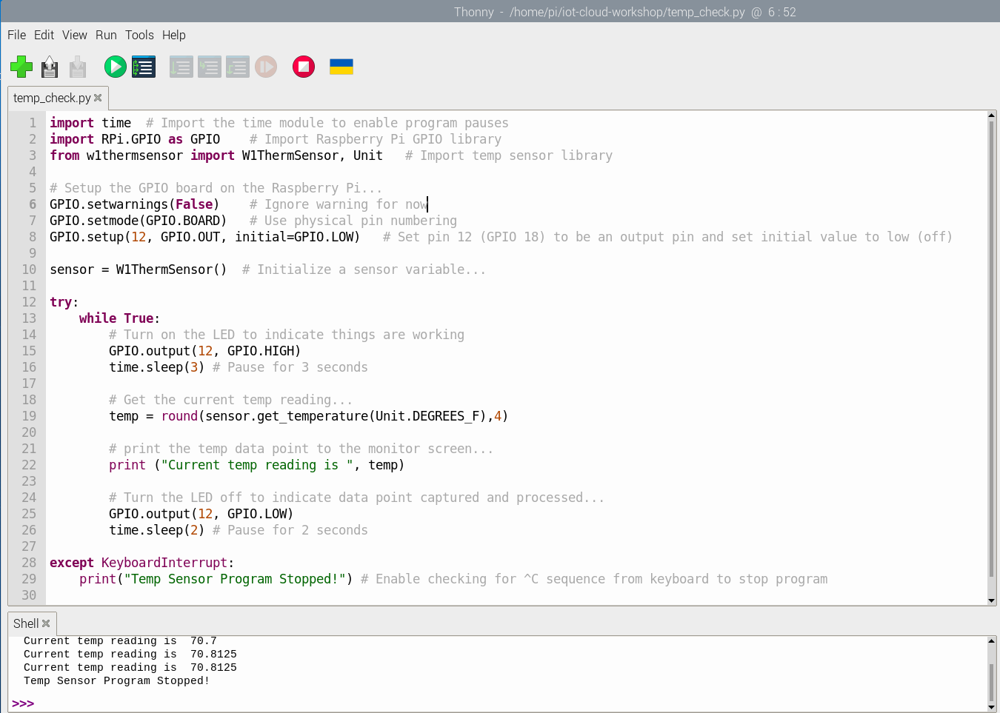 Thonny - /home/pi/iot-cloud-workshop/temp_check.py @ 6 : 52
File Edit View Run Tools Help
temp_check.py
1 import time  # Import the time module to enable program pauses
2 import RPi.GPIO as GPIO    # Import Raspberry Pi GPIO library
3 from w1thermsensor import W1ThermSensor, Unit   # Import temp sensor library
4
5 # Setup the GPIO board on the Raspberry Pi...
6 GPIO.setwarnings(False)    # Ignore warning for now
7 GPIO.setmode(GPIO.BOARD)   # Use physical pin numbering
8 GPIO.setup(12, GPIO.OUT, initial=GPIO.LOW)   # Set pin 12 (GPIO 18) to be an output pin and set initial value to low (off)
9
10 sensor = W1ThermSensor()  # Initialize a sensor variable...
11
12 try:
13     while True:
14         # Turn on the LED to indicate things are working
15         GPIO.output(12, GPIO.HIGH)
16         time.sleep(3) # Pause for 3 seconds
17
18         # Get the current temp reading...
19         temp = round(sensor.get_temperature(Unit.DEGREES_F),4)
20
21         # print the temp data point to the monitor screen...
22         print ("Current temp reading is ", temp)
23
24         # Turn the LED off to indicate data point captured and processed...
25         GPIO.output(12, GPIO.LOW)
26         time.sleep(2) # Pause for 2 seconds
27
28 except KeyboardInterrupt:
29     print("Temp Sensor Program Stopped!") # Enable checking for ^C sequence from keyboard to stop program
30
Shell
Current temp reading is  70.7
Current temp reading is  70.8125
Current temp reading is  70.8125
Temp Sensor Program Stopped!
>>>